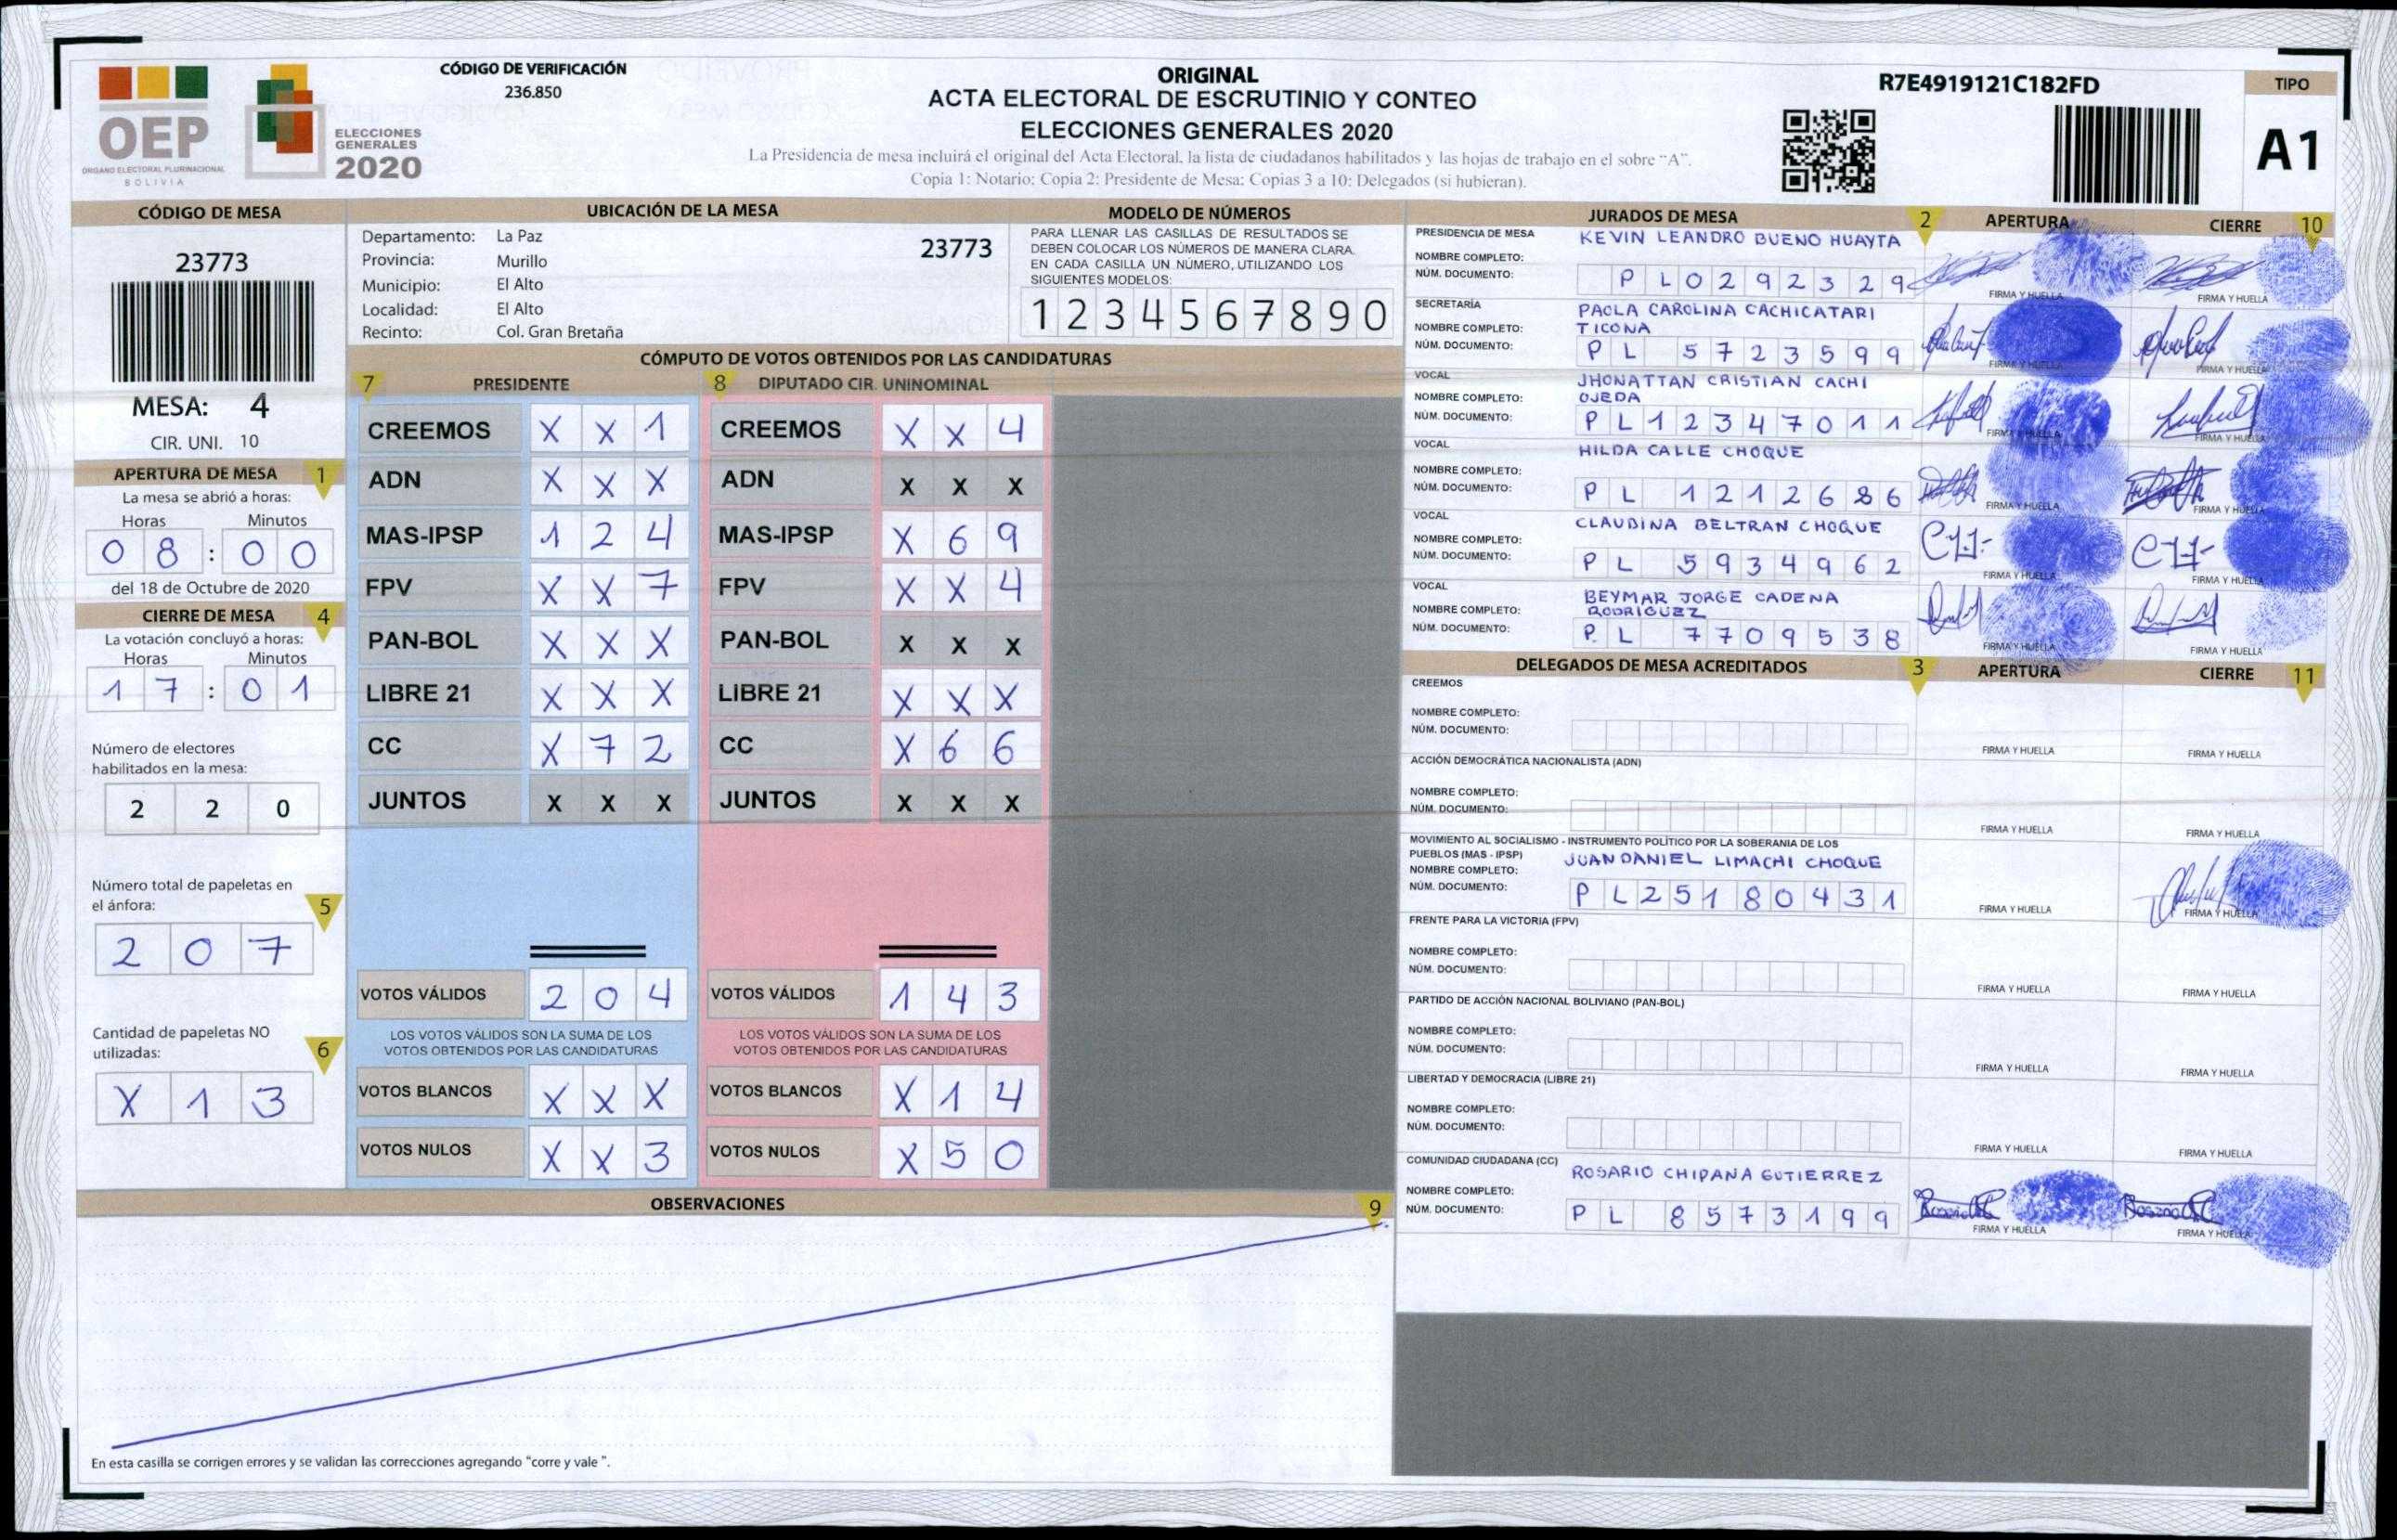 CÓDIGO DE VERIFICACIÓN
236.850
OEP
ÓRGANO ELECTORAL PLURINACIONAL
BOLIVIA
ELECCIONES
GENERALES
2020
ORIGINAL
ACTA ELECTORAL DE ESCRUTINIO Y CONTEO
ELECCIONES GENERALES 2020
La Presidencia de mesa incluirá el original del Acta Electoral, la lista de ciudadanos habilitados y las hojas de trabajo en el sobre "A".
Copia 1: Notario; Copia 2: Presidente de Mesa; Copias 3 a 10: Delegados (si hubieran).
R7E4919121C182FD
TIPO
A1
CÓDIGO DE MESA
23773
MESA: 4
CIR. UNI. 10
APERTURA DE MESA 1
La mesa se abrió a horas:
Horas Minutos
0 8 : 0 0
del 18 de Octubre de 2020
CIERRE DE MESA 4
La votación concluyó a horas:
Horas Minutos
1 7 : 0 1
Número de electores
habilitados en la mesa:
2 2 0
Número total de papeletas en
el ánfora: 5
2 0 7
Cantidad de papeletas NO
utilizadas: 6
X 1 3
UBICACIÓN DE LA MESA
Departamento: La Paz
Provincia: Murillo
Municipio: El Alto
Localidad: El Alto
Recinto: Col. Gran Bretaña
23773
MODELO DE NÚMEROS
PARA LLENAR LAS CASILLAS DE RESULTADOS SE
DEBEN COLOCAR LOS NÚMEROS DE MANERA CLARA.
EN CADA CASILLA UN NÚMERO, UTILIZANDO LOS
SIGUIENTES MODELOS:
1 2 3 4 5 6 7 8 9 0
CÓMPUTO DE VOTOS OBTENIDOS POR LAS CANDIDATURAS
7 PRESIDENTE
CREEMOS X X 1
ADN X X X
MAS-IPSP 1 2 4
FPV X X 7
PAN-BOL X X X
LIBRE 21 X X X
CC X 7 2
JUNTOS X X X
VOTOS VÁLIDOS 2 0 4
LOS VOTOS VÁLIDOS SON LA SUMA DE LOS
VOTOS OBTENIDOS POR LAS CANDIDATURAS
VOTOS BLANCOS X X X
VOTOS NULOS X X 3
8 DIPUTADO CIR. UNINOMINAL
CREEMOS X X 4
ADN X X X
MAS-IPSP X 6 9
FPV X X 4
PAN-BOL X X X
LIBRE 21 X X X
CC X 6 6
JUNTOS X X X
VOTOS VÁLIDOS 1 4 3
LOS VOTOS VÁLIDOS SON LA SUMA DE LOS
VOTOS OBTENIDOS POR LAS CANDIDATURAS
VOTOS BLANCOS X 1 4
VOTOS NULOS X 5 0
OBSERVACIONES 9
En esta casilla se corrigen errores y se validan las correcciones agregando "corre y vale ".
JURADOS DE MESA 2 APERTURA CIERRE 10
PRESIDENCIA DE MESA
KEVIN LEANDRO BUENO HUAYTA
NOMBRE COMPLETO:
NÚM. DOCUMENTO: P L 0 2 9 2 3 2 9
FIRMA Y HUELLA FIRMA Y HUELLA
SECRETARÍA
PAOLA CAROLINA CACHICATARI
NOMBRE COMPLETO: TICONA
NÚM. DOCUMENTO: P L 5 7 2 3 5 9 9
FIRMA Y HUELLA FIRMA Y HUELLA
VOCAL
JHONATTAN CRISTIAN CACHI
NOMBRE COMPLETO: OJEDA
NÚM. DOCUMENTO: P L 1 2 3 4 7 0 1 1
FIRMA Y HUELLA FIRMA Y HUELLA
VOCAL
HILDA CALLE CHOQUE
NOMBRE COMPLETO:
NÚM. DOCUMENTO: P L 1 2 1 2 6 8 6
FIRMA Y HUELLA FIRMA Y HUELLA
VOCAL
CLAUDINA BELTRAN CHOQUE
NOMBRE COMPLETO:
NÚM. DOCUMENTO: P L 5 9 3 4 9 6 2
FIRMA Y HUELLA FIRMA Y HUELLA
VOCAL
BEYMAR JORGE CADENA
NOMBRE COMPLETO: RODRIGUEZ
NÚM. DOCUMENTO: P L 7 7 0 9 5 3 8
FIRMA Y HUELLA FIRMA Y HUELLA
DELEGADOS DE MESA ACREDITADOS 3 APERTURA CIERRE 11
CREEMOS
NOMBRE COMPLETO:
NÚM. DOCUMENTO:
FIRMA Y HUELLA FIRMA Y HUELLA
ACCIÓN DEMOCRÁTICA NACIONALISTA (ADN)
NOMBRE COMPLETO:
NÚM. DOCUMENTO:
FIRMA Y HUELLA FIRMA Y HUELLA
MOVIMIENTO AL SOCIALISMO - INSTRUMENTO POLÍTICO POR LA SOBERANIA DE LOS
PUEBLOS (MAS - IPSP) JUAN DANIEL LIMACHI CHOQUE
NOMBRE COMPLETO:
NÚM. DOCUMENTO: P L 2 5 1 8 0 4 3 1
FIRMA Y HUELLA FIRMA Y HUELLA
FRENTE PARA LA VICTORIA (FPV)
NOMBRE COMPLETO:
NÚM. DOCUMENTO:
FIRMA Y HUELLA FIRMA Y HUELLA
PARTIDO DE ACCIÓN NACIONAL BOLIVIANO (PAN-BOL)
NOMBRE COMPLETO:
NÚM. DOCUMENTO:
FIRMA Y HUELLA FIRMA Y HUELLA
LIBERTAD Y DEMOCRACIA (LIBRE 21)
NOMBRE COMPLETO:
NÚM. DOCUMENTO:
FIRMA Y HUELLA FIRMA Y HUELLA
COMUNIDAD CIUDADANA (CC)
ROSARIO CHIPANA GUTIERREZ
NOMBRE COMPLETO:
NÚM. DOCUMENTO: P L 8 5 7 3 1 9 9
FIRMA Y HUELLA FIRMA Y HUELLA